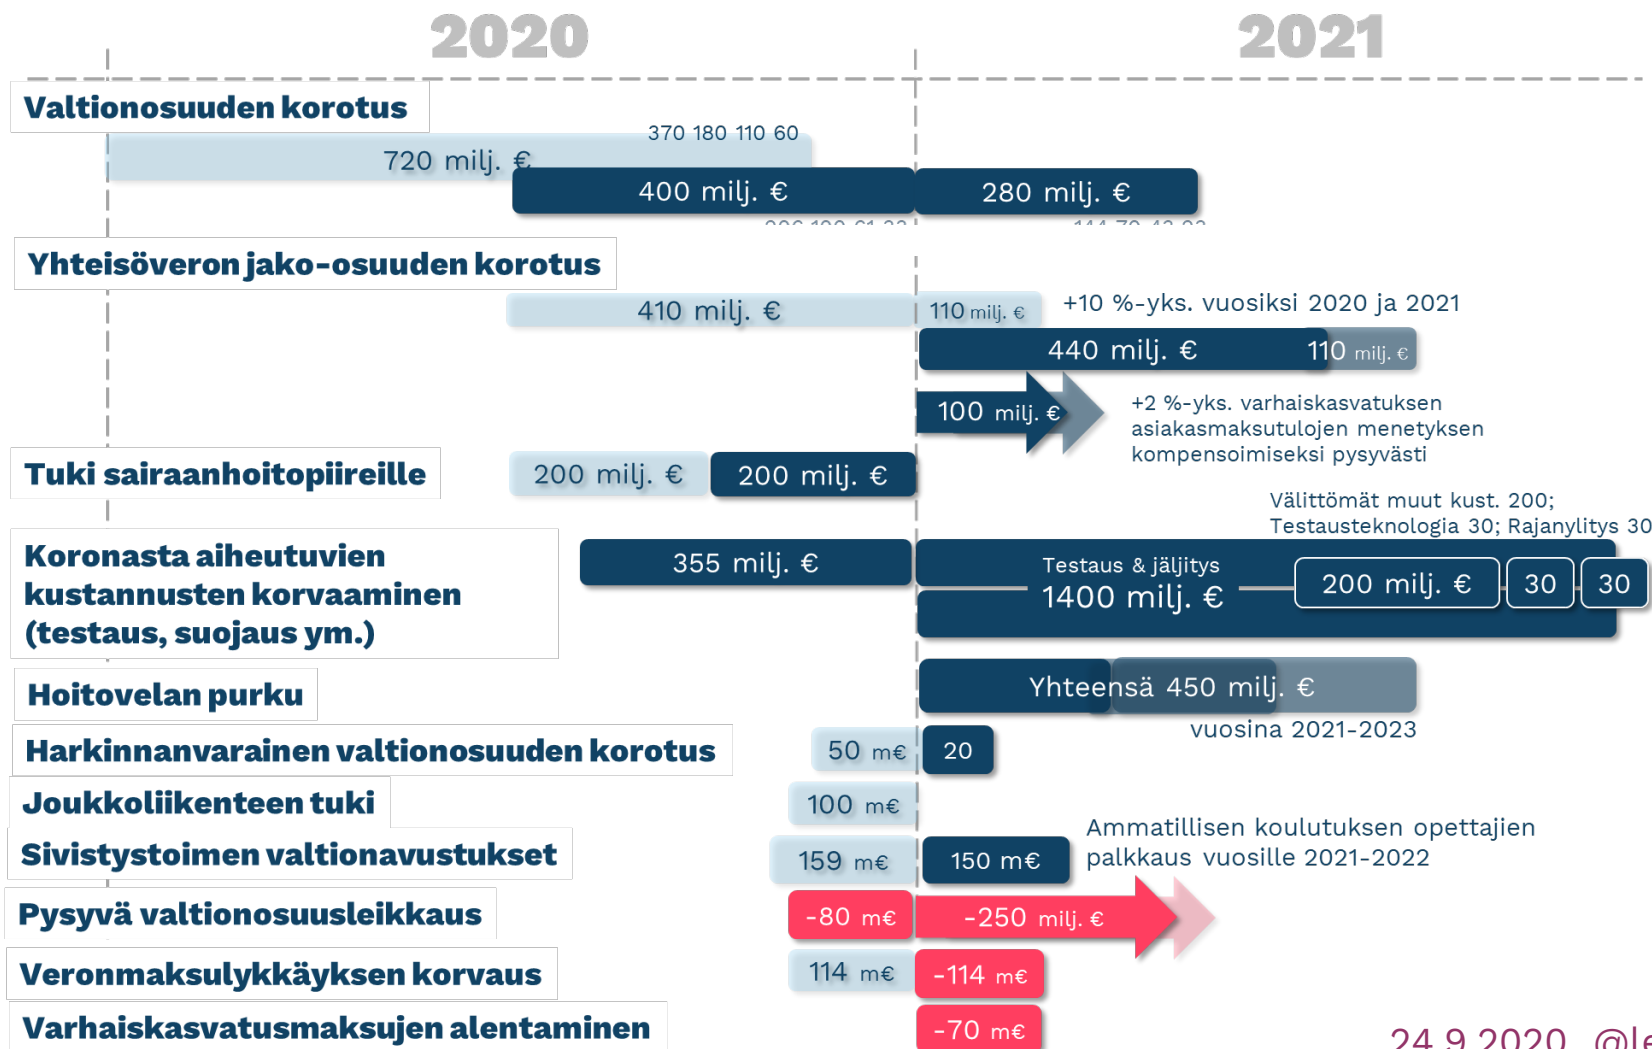 2020 2021
Valtionosuuden korotus
370 180 110 60
720 milj. €
400 milj. € 280 milj. €
Yhteisöveron jako-osuuden korotus
410 milj. € 110 milj. € +10 %-yks. vuosiksi 2020 ja 2021
440 milj. € 110 milj. €
100 milj. €
+2 %-yks. varhaiskasvatuksen
asiakasmaksutulojen menetyksen
kompensoimiseksi pysyvästi
Tuki sairaanhoitopiireille
200 milj. € 200 milj. €
Välittömät muut kust. 200;
Testausteknologia 30; Rajanylitys 30
Koronasta aiheutuvien
kustannusten korvaaminen
(testaus, suojaus ym.)
355 milj. €
Testaus & jäljitys
1400 milj. €
200 milj. € 30 30
Hoitovelan purku
Yhteensä 450 milj. €
vuosina 2021-2023
Harkinnanvarainen valtionosuuden korotus
50 m€ 20
Joukkoliikenteen tuki
100 m€
Sivistystoimen valtionavustukset
159 m€ 150 m€
Ammatillisen koulutuksen opettajien
palkkaus vuosille 2021-2022
Pysyvä valtionosuusleikkaus
-80 m€ -250 milj. €
Veronmaksulykkäyksen korvaus
114 m€ -114 m€
Varhaiskasvatusmaksujen alentaminen
-70 m€
24.9.2020